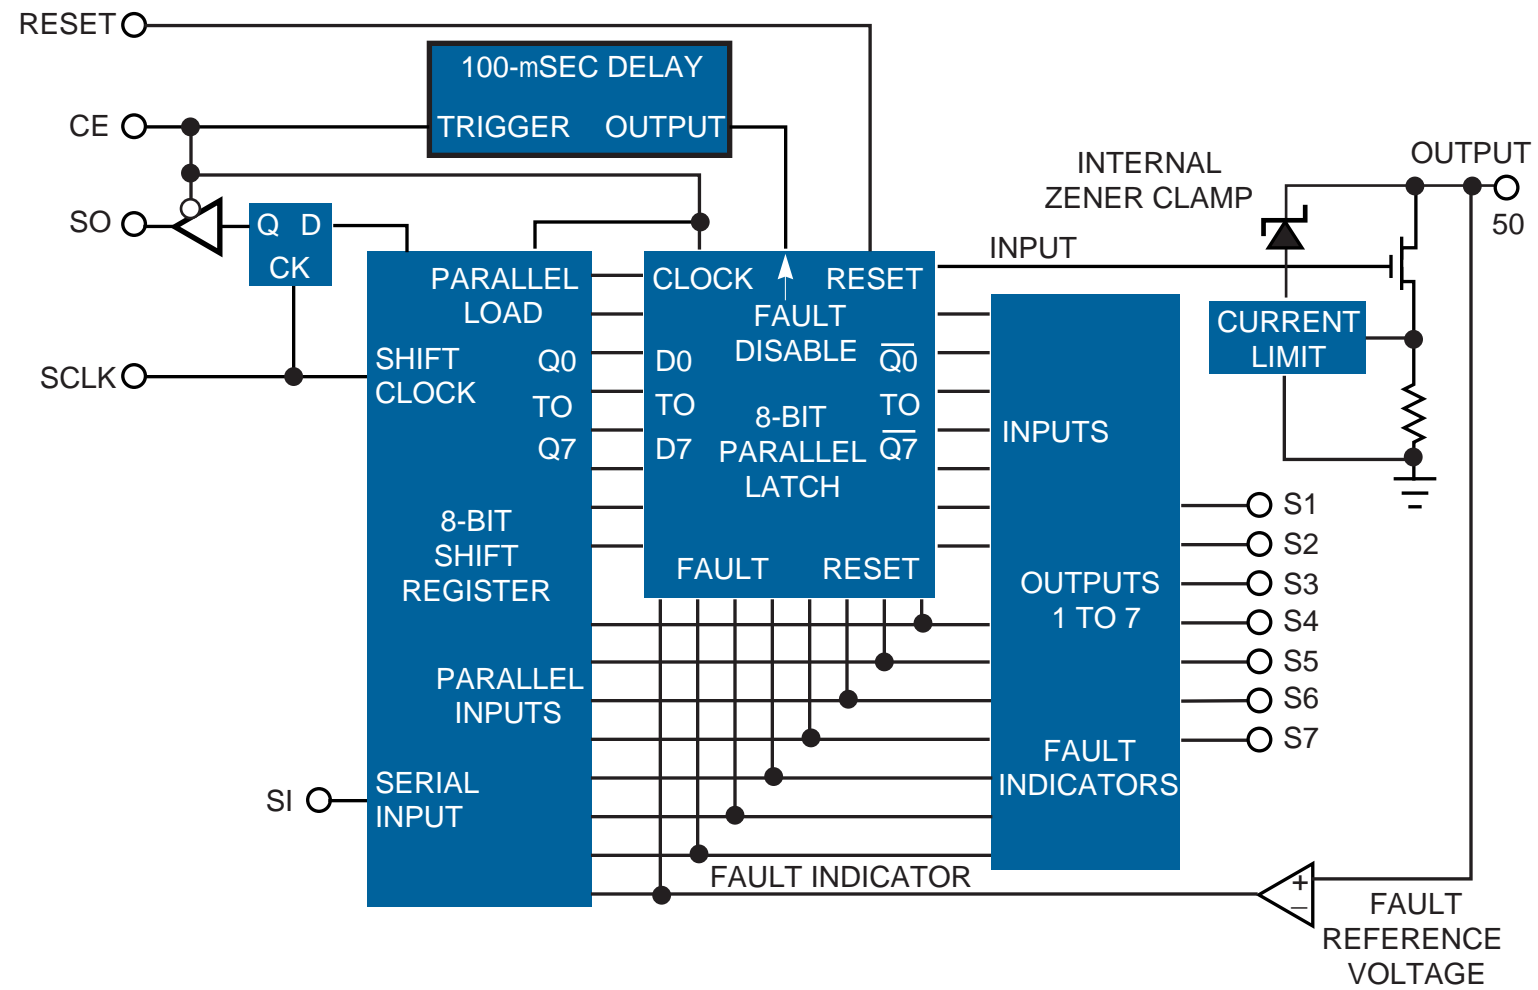 RESET
100-mSEC DELAY
TRIGGER OUTPUT
CE
SO
Q D
CK
SCLK
PARALLEL
LOAD
SHIFT
CLOCK
Q0
TO
Q7
8-BIT
SHIFT
REGISTER
PARALLEL
INPUTS
SERIAL
INPUT
SI
CLOCK
RESET
FAULT
DISABLE
D0
TO
D7
8-BIT
PARALLEL
LATCH
Q̅0̅
TO
Q̅7̅
FAULT RESET
INPUT
INPUTS
OUTPUTS
1 TO 7
FAULT
INDICATORS
INTERNAL
ZENER CLAMP
OUTPUT
50
CURRENT
LIMIT
S1
S2
S3
S4
S5
S6
S7
FAULT INDICATOR
+
–
FAULT
REFERENCE
VOLTAGE